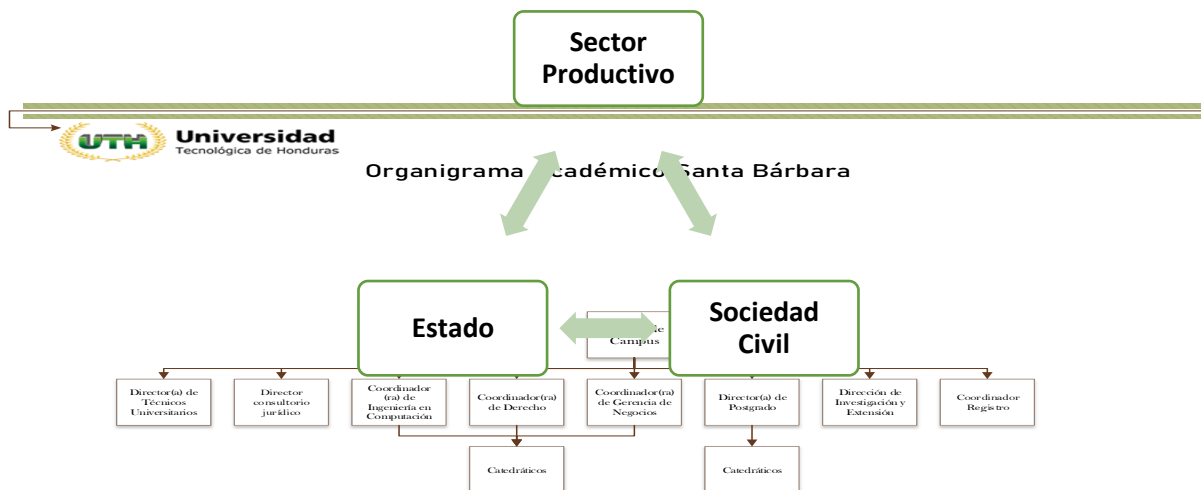 Sector
Productivo
UTH
Universidad
Tecnológica de Honduras
Organigrama Académico Santa Bárbara
Estado
Sociedad
Civil
de
Campus
Director(a) de
Técnicos
Universitarios
Director
consultorio
jurídico
Coordinador
(ra) de
Ingeniería en
Computación
Coordinador(ra)
de Derecho
Coordinador(ra)
de Gerencia de
Negocios
Director(a) de
Postgrado
Dirección de
Investigación y
Extensión
Coordinador
Registro
Catedráticos
Catedráticos